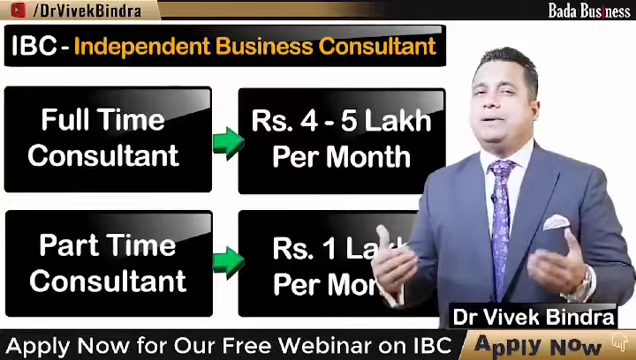 /DrVivekBindra
Bada Business
IBC - Independent Business Consultant
Full Time
Consultant
Rs. 4 - 5 Lakh
Per Month
Part Time
Consultant
Rs. 1
Per
Dr Vivek Bindra
Apply Now for Our Free Webinar on IBC
Apply Now